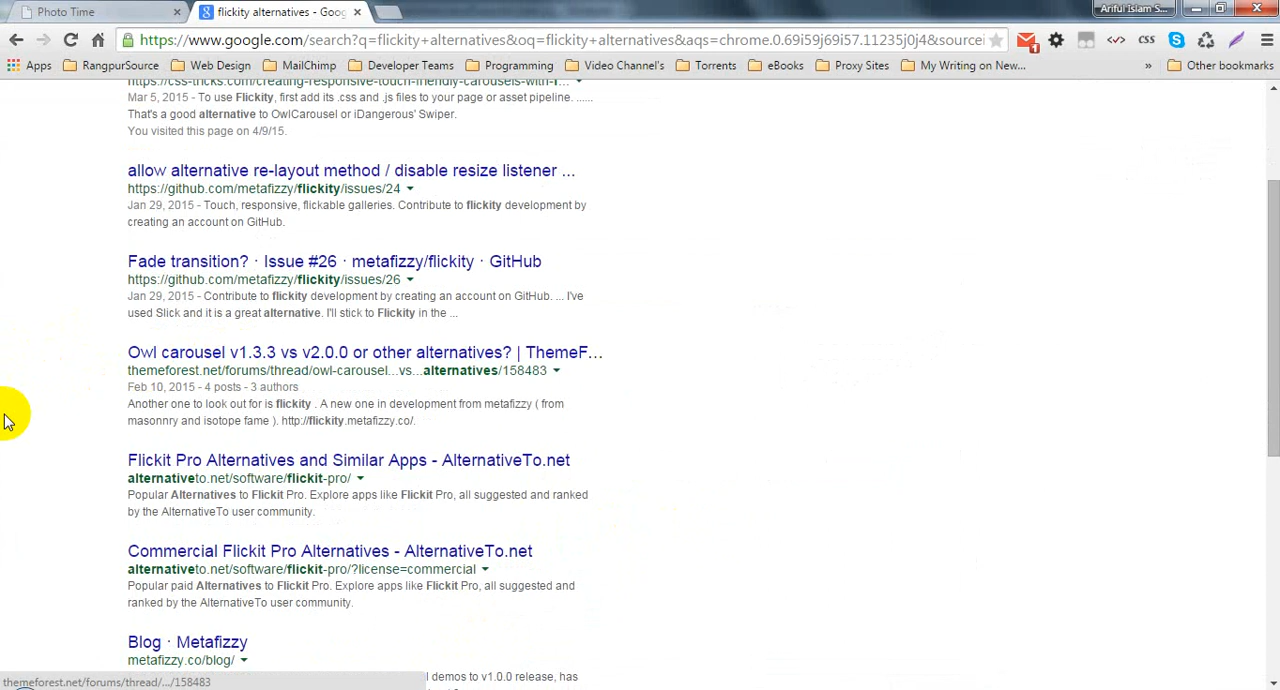 Photo Time
flickity alternatives - Goog
Ariful Islam S...
https://www.google.com/search?q=flickity+alternatives&oq=flickity+alternatives&aqs=chrome.0.69i59j69i57.11235j0j4&sourcei
1
CSS
Apps
RangpurSource
Web Design
MailChimp
Developer Teams
Programming
Video Channel's
Torrents
eBooks
Proxy Sites
My Writing on New...
»
Other bookmarks
https://css-tricks.com/creating-responsive-touch-friendly-carousels-with-f...
Mar 5, 2015 - To use Flickity, first add its .css and .js files to your page or asset pipeline. ......
That's a good alternative to OwlCarousel or iDangerous' Swiper.
You visited this page on 4/9/15.
allow alternative re-layout method / disable resize listener ...
https://github.com/metafizzy/flickity/issues/24
Jan 29, 2015 - Touch, responsive, flickable galleries. Contribute to flickity development by
creating an account on GitHub.
Fade transition? · Issue #26 · metafizzy/flickity · GitHub
https://github.com/metafizzy/flickity/issues/26
Jan 29, 2015 - Contribute to flickity development by creating an account on GitHub. ... I've
used Slick and it is a great alternative. I'll stick to Flickity in the ...
Owl carousel v1.3.3 vs v2.0.0 or other alternatives? | ThemeF...
themeforest.net/forums/thread/owl-carousel...vs...alternatives/158483
Feb 10, 2015 - 4 posts - 3 authors
Another one to look out for is flickity . A new one in development from metafizzy ( from
masonnry and isotope fame ). http://flickity.metafizzy.co/.
Flickit Pro Alternatives and Similar Apps - AlternativeTo.net
alternativeto.net/software/flickit-pro/
Popular Alternatives to Flickit Pro. Explore apps like Flickit Pro, all suggested and ranked
by the AlternativeTo user community.
Commercial Flickit Pro Alternatives - AlternativeTo.net
alternativeto.net/software/flickit-pro/?license=commercial
Popular paid Alternatives to Flickit Pro. Explore apps like Flickit Pro, all suggested and
ranked by the AlternativeTo user community.
Blog · Metafizzy
metafizzy.co/blog/
l demos to v1.0.0 release, has
themeforest.net/forums/thread/.../158483